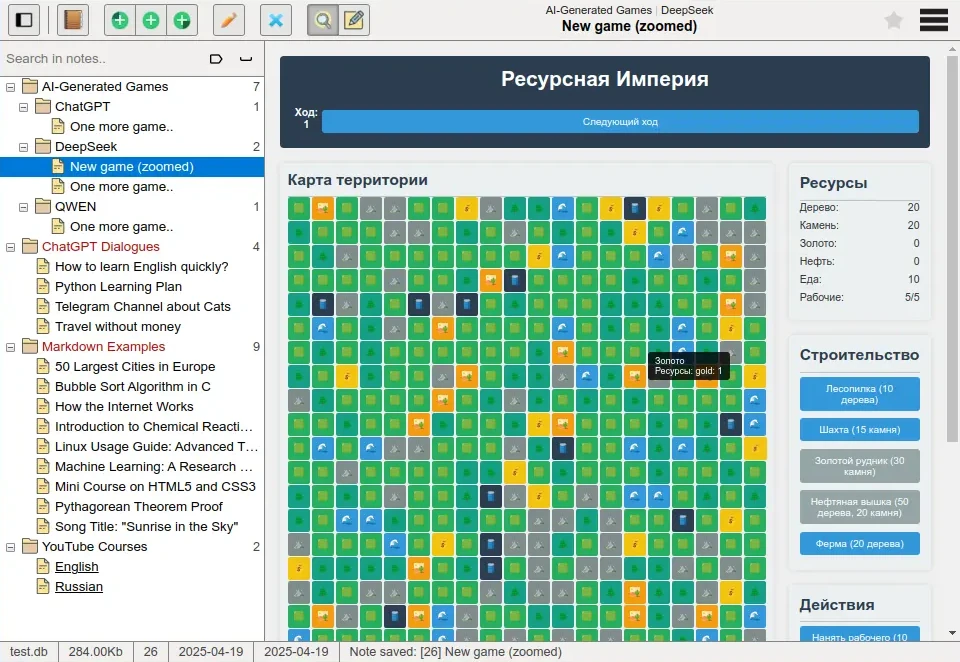 AI-Generated Games | DeepSeek
New game (zoomed)
Search in notes..
AI-Generated Games 7
ChatGPT 1
One more game..
DeepSeek 2
New game (zoomed)
One more game..
QWEN 1
One more game..
ChatGPT Dialogues 4
How to learn English quickly?
Python Learning Plan
Telegram Channel about Cats
Travel without money
Markdown Examples 9
50 Largest Cities in Europe
Bubble Sort Algorithm in C
How the Internet Works
Introduction to Chemical Reacti...
Linux Usage Guide: Advanced T...
Machine Learning: A Research ...
Mini Course on HTML5 and CSS3
Pythagorean Theorem Proof
Song Title: "Sunrise in the Sky"
YouTube Courses 2
English
Russian
Ресурсная Империя
Ход:
1
Следующий ход
Карта территории
Золото
Ресурсы: gold: 1
Ресурсы
Дерево: 20
Камень: 20
Золото: 0
Нефть: 0
Еда: 10
Рабочие: 5/5
Строительство
Лесопилка (10
дерева)
Шахта (15 камня)
Золотой рудник (30
камня)
Нефтяная вышка (50
дерева, 20 камня)
Ферма (20 дерева)
Действия
Нанять рабочего (10
test.db 284.00Kb 26 2025-04-19 2025-04-19 Note saved: [26] New game (zoomed)